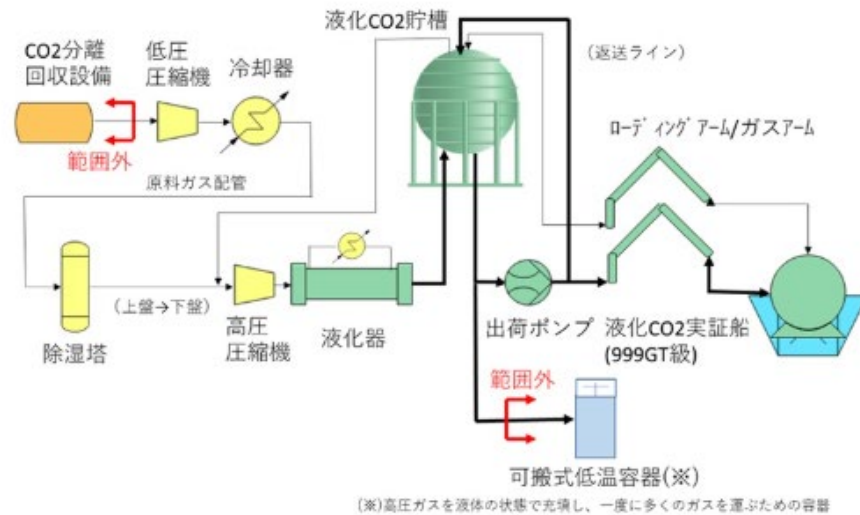 液化CO2貯槽
CO2分離
回収設備
低圧
圧縮機
冷却器
(返送ライン)
範囲外
ﾛｰﾃﾞｨﾝｸﾞｱｰﾑ/ガスアーム
原料ガス配管
(上盤→下盤)
除湿塔
高圧
圧縮機
液化器
出荷ポンプ
液化CO2実証船
(999GT級)
範囲外
可搬式低温容器(※)
(※)高圧ガスを液体の状態で充填し、一度に多くのガスを運ぶための容器